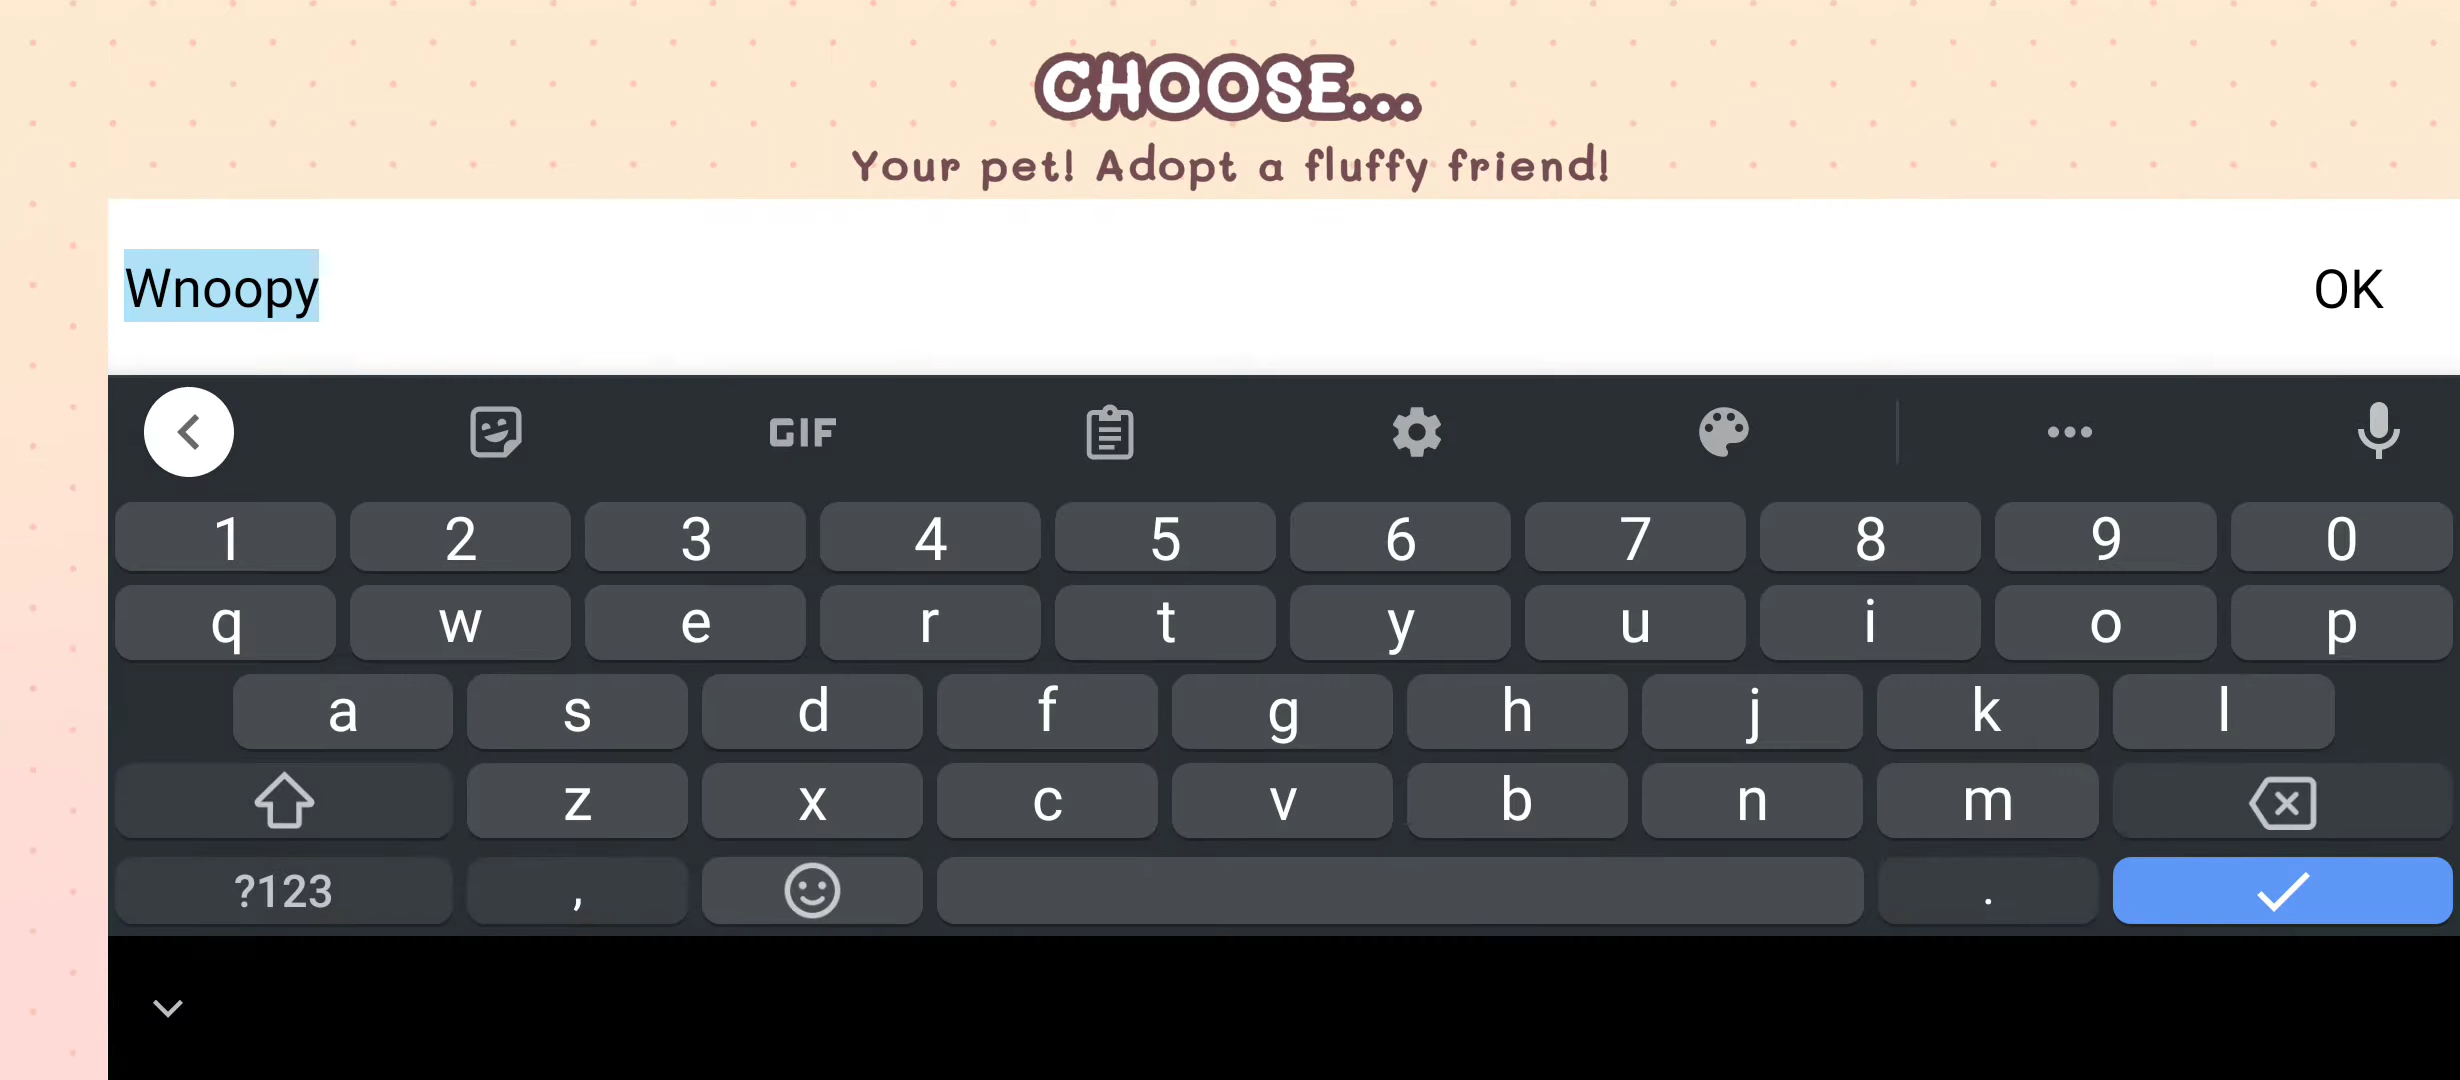 CHOOSE...
Your pet! Adopt a fluffy friend!
Wnoopy
OK
GIF
1 2 3 4 5 6 7 8 9 0
q w e r t y u i o p
a s d f g h j k l
z x c v b n m
?123 , .